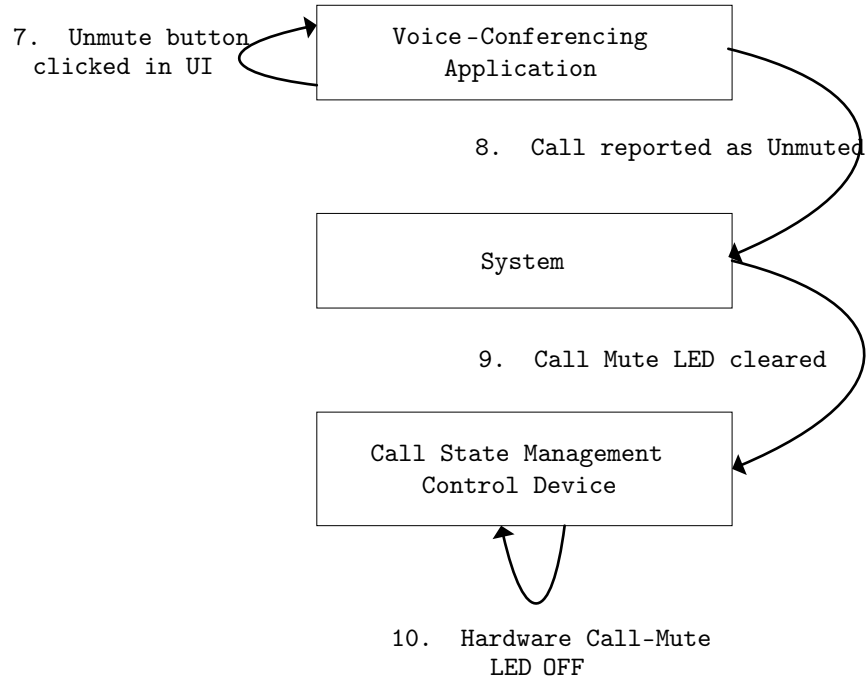 7. Unmute button
clicked in UI
Voice-Conferencing
Application
8. Call reported as Unmuted
System
9. Call Mute LED cleared
Call State Management
Control Device
10. Hardware Call-Mute
LED OFF